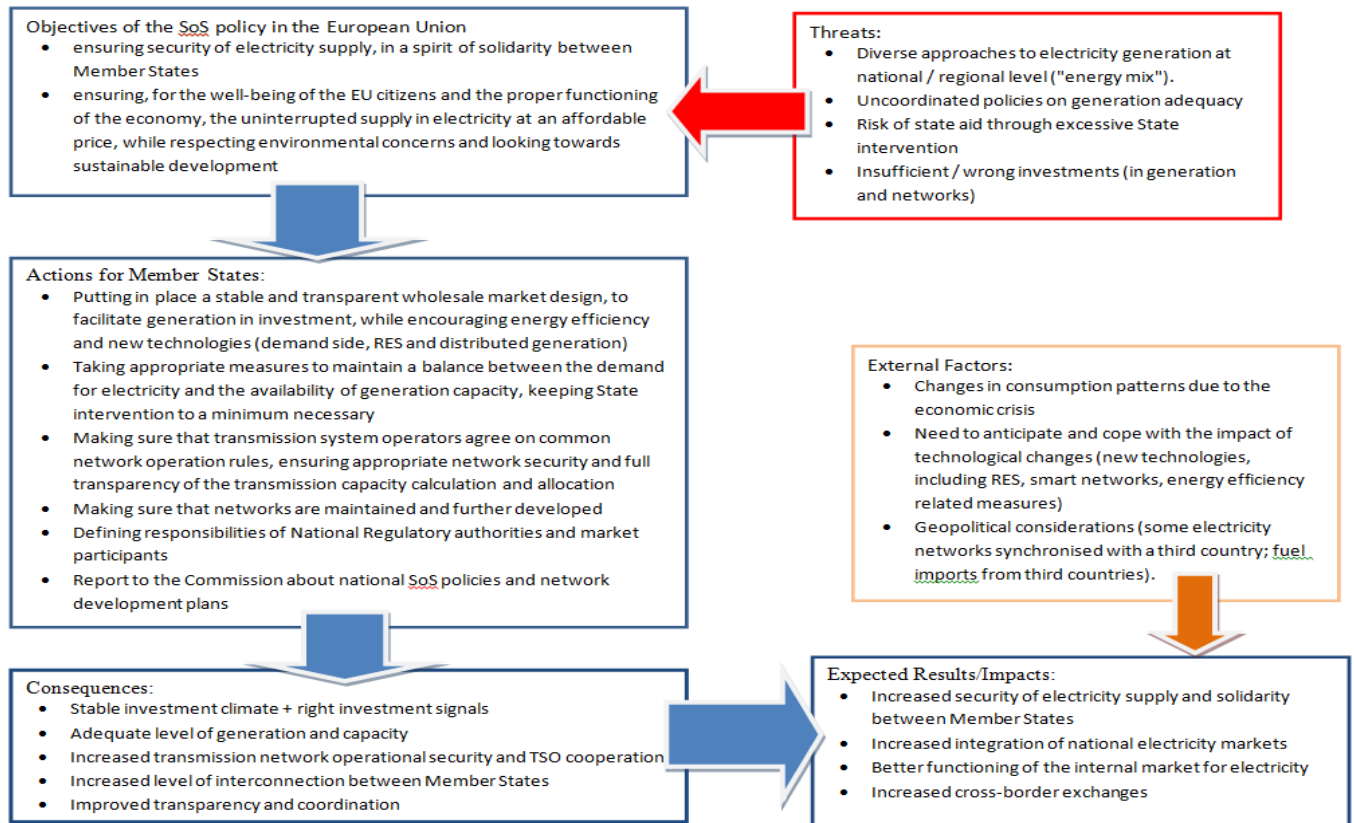 Objectives of the SoS policy in the European Union
• ensuring security of electricity supply, in a spirit of solidarity between
Member States
• ensuring, for the well-being of the EU citizens and the proper functioning
of the economy, the uninterrupted supply in electricity at an affordable
price, while respecting environmental concerns and looking towards
sustainable development
Threats:
• Diverse approaches to electricity generation at
national / regional level ("energy mix").
• Uncoordinated policies on generation adequacy
• Risk of state aid through excessive State
intervention
• Insufficient / wrong investments (in generation
and networks)
Actions for Member States:
• Putting in place a stable and transparent wholesale market design, to
facilitate generation in investment, while encouraging energy efficiency
and new technologies (demand side, RES and distributed generation)
• Taking appropriate measures to maintain a balance between the demand
for electricity and the availability of generation capacity, keeping State
intervention to a minimum necessary
• Making sure that transmission system operators agree on common
network operation rules, ensuring appropriate network security and full
transparency of the transmission capacity calculation and allocation
• Making sure that networks are maintained and further developed
• Defining responsibilities of National Regulatory authorities and market
participants
• Report to the Commission about national SoS policies and network
development plans
External Factors:
• Changes in consumption patterns due to the
economic crisis
• Need to anticipate and cope with the impact of
technological changes (new technologies,
including RES, smart networks, energy efficiency
related measures)
• Geopolitical considerations (some electricity
networks synchronised with a third country; fuel
imports from third countries).
Consequences:
• Stable investment climate + right investment signals
• Adequate level of generation and capacity
• Increased transmission network operational security and TSO cooperation
• Increased level of interconnection between Member States
• Improved transparency and coordination
Expected Results/Impacts:
• Increased security of electricity supply and solidarity
between Member States
• Increased integration of national electricity markets
• Better functioning of the internal market for electricity
• Increased cross-border exchanges